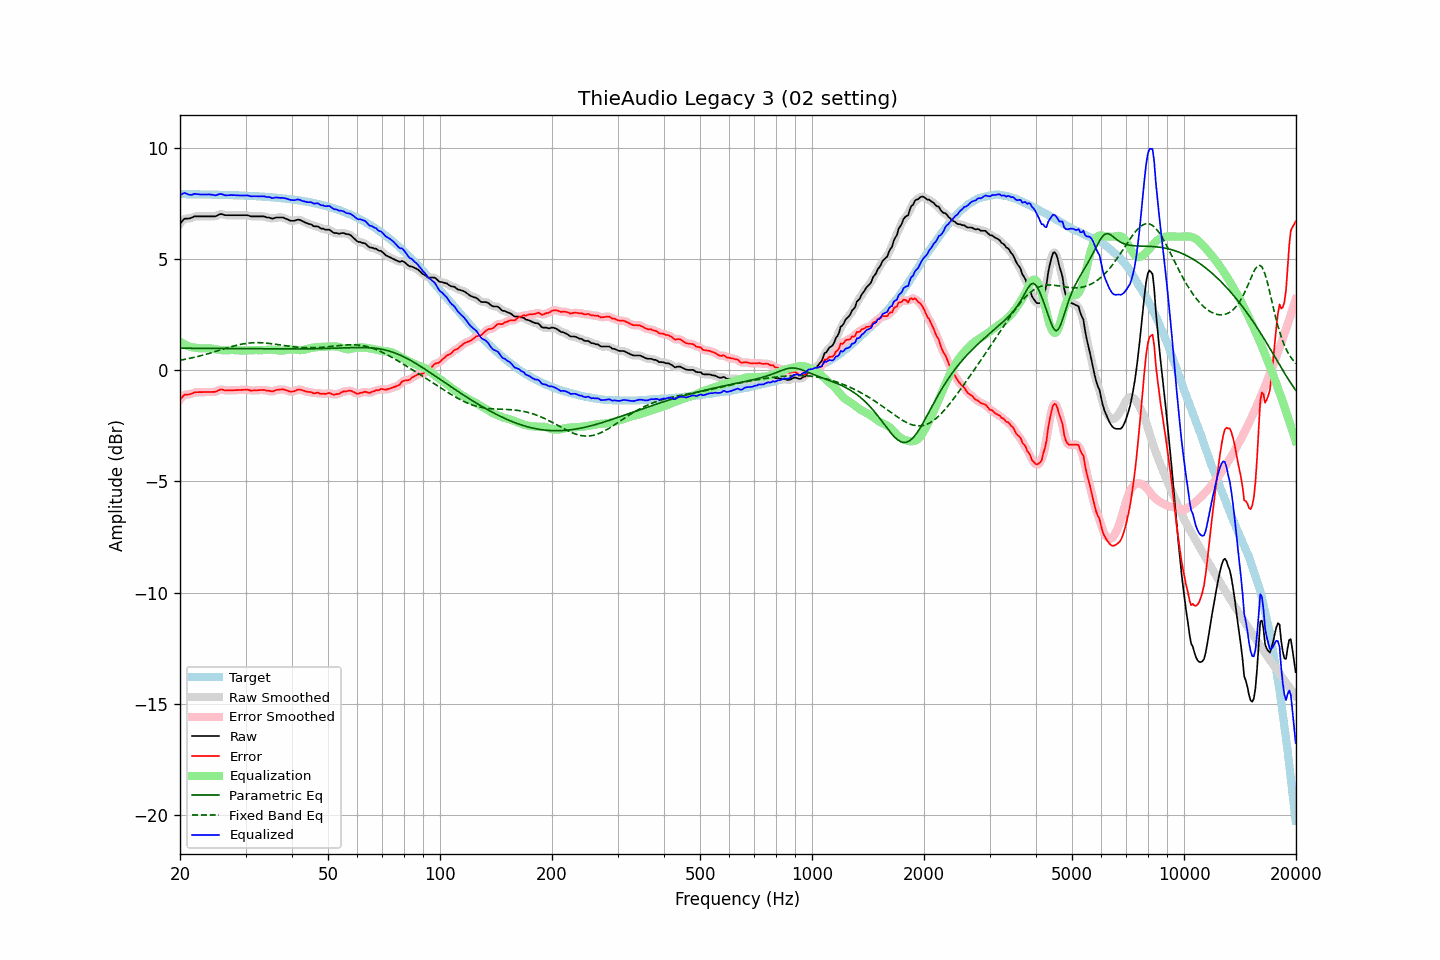 ThieAudio Legacy 3 (02 setting)
10
5
0
−5
−10
−15
−20
Amplitude (dBr)
Target
Raw Smoothed
Error Smoothed
Raw
Error
Equalization
Parametric Eq
Fixed Band Eq
Equalized
20 50 100 200 500 1000 2000 5000 10000 20000
Frequency (Hz)